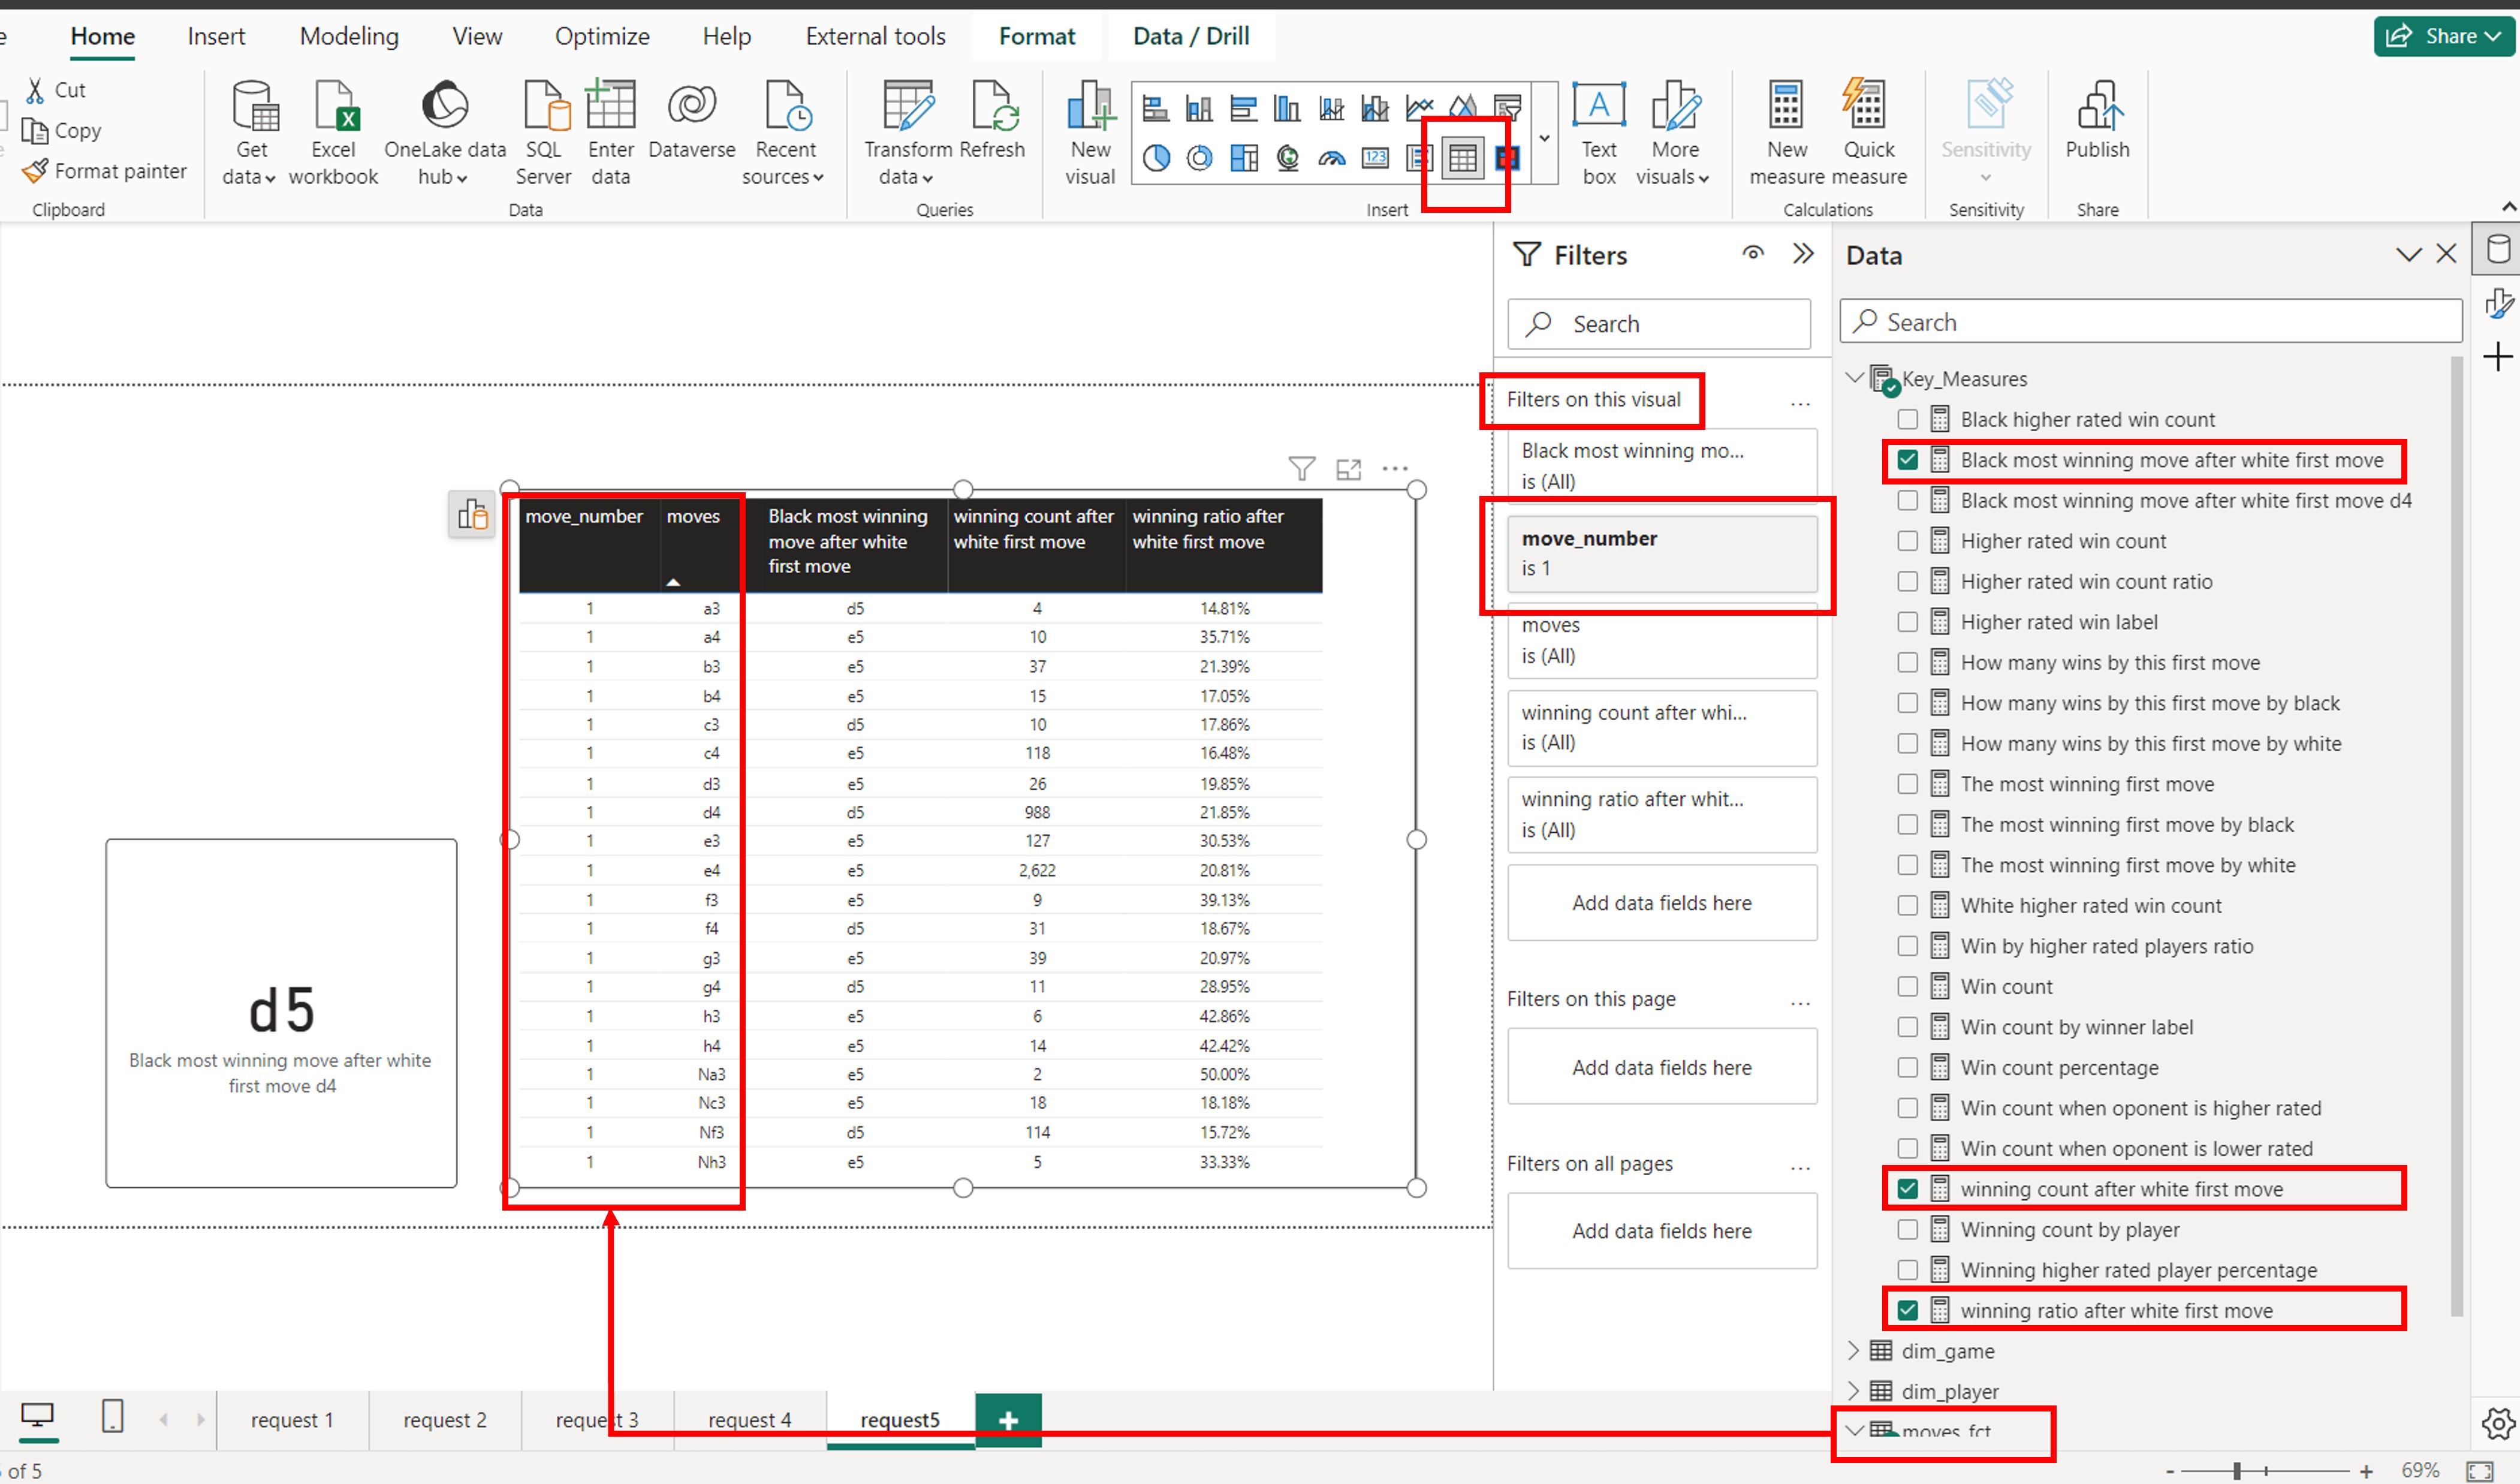 Home Insert Modeling View Optimize Help External tools Format Data / Drill Share
Cut
Copy
Format painter
Clipboard
Get data
Excel workbook
OneLake data hub
SQL Server
Enter data
Dataverse
Recent sources
Data
Transform data
Refresh
Queries
New visual
123
Insert
A
Text box
More visuals
New measure
Quick measure
Calculations
Sensitivity
Sensitivity
Publish
Share
move_number moves Black most winning move after white first move winning count after white first move winning ratio after white first move
1 a3 d5 4 14.81%
1 a4 e5 10 35.71%
1 b3 e5 37 21.39%
1 b4 e5 15 17.05%
1 c3 d5 10 17.86%
1 c4 e5 118 16.48%
1 d3 e5 26 19.85%
1 d4 d5 988 21.85%
1 e3 e5 127 30.53%
1 e4 e5 2,622 20.81%
1 f3 e5 9 39.13%
1 f4 d5 31 18.67%
1 g3 e5 39 20.97%
1 g4 d5 11 28.95%
1 h3 e5 6 42.86%
1 h4 e5 14 42.42%
1 Na3 e5 2 50.00%
1 Nc3 e5 18 18.18%
1 Nf3 d5 114 15.72%
1 Nh3 e5 5 33.33%
d5
Black most winning move after white
first move d4
Filters
Search
Filters on this visual ...
Black most winning mo...
is (All)
move_number
is 1
moves
is (All)
winning count after whi...
is (All)
winning ratio after whit...
is (All)
Add data fields here
Filters on this page ...
Add data fields here
Filters on all pages ...
Add data fields here
Data
Search
Key_Measures
Black higher rated win count
Black most winning move after white first move
Black most winning move after white first move d4
Higher rated win count
Higher rated win count ratio
Higher rated win label
How many wins by this first move
How many wins by this first move by black
How many wins by this first move by white
The most winning first move
The most winning first move by black
The most winning first move by white
White higher rated win count
Win by higher rated players ratio
Win count
Win count by winner label
Win count percentage
Win count when oponent is higher rated
Win count when oponent is lower rated
winning count after white first move
Winning count by player
Winning higher rated player percentage
winning ratio after white first move
dim_game
dim_player
moves_fct
request 1 request 2 request 3 request 4 request5 +
of 5
- + 69%